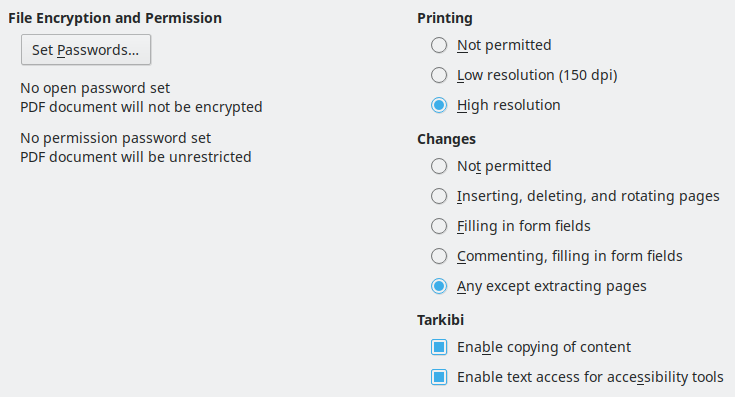 File Encryption and Permission
Set Passwords...
No open password set
PDF document will not be encrypted
No permission password set
PDF document will be unrestricted
Printing
Not permitted
Low resolution (150 dpi)
High resolution
Changes
Not permitted
Inserting, deleting, and rotating pages
Filling in form fields
Commenting, filling in form fields
Any except extracting pages
Tarkibi
Enable copying of content
Enable text access for accessibility tools